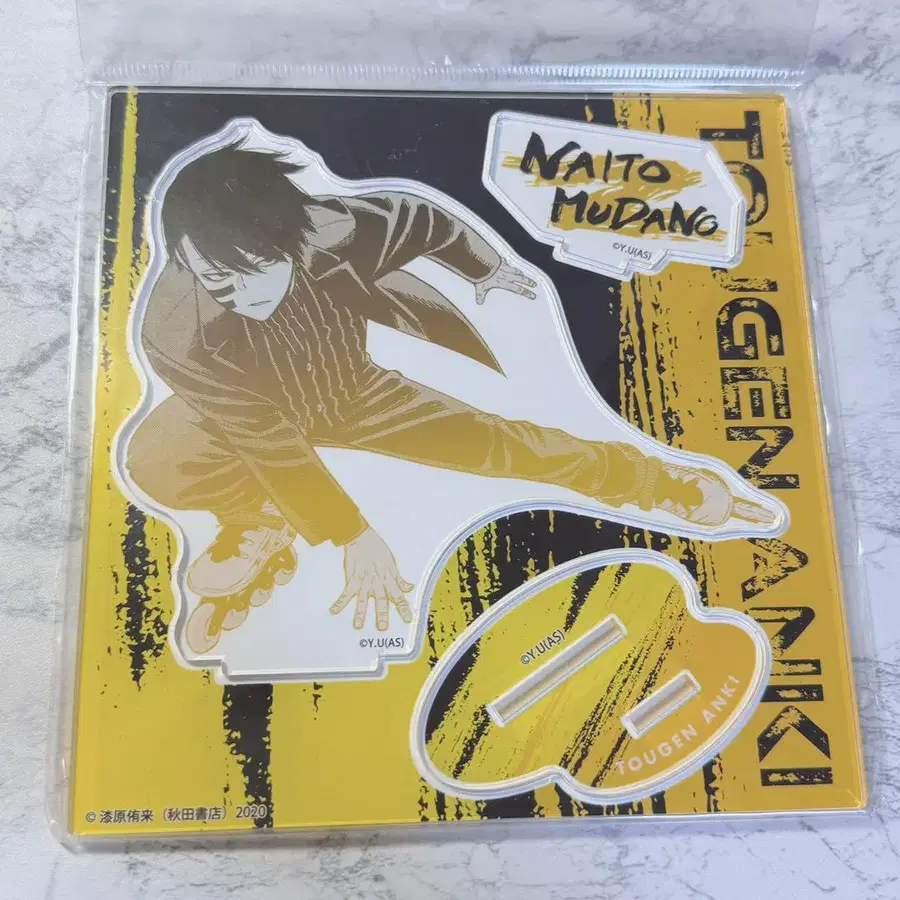 NAITO
MUDANO
©Y.U(AS)
TOUGEN ANKI
©Y.U(AS)
©Y.U(AS)
TOUGEN ANKI
© 漆原侑来（秋田書店）2020